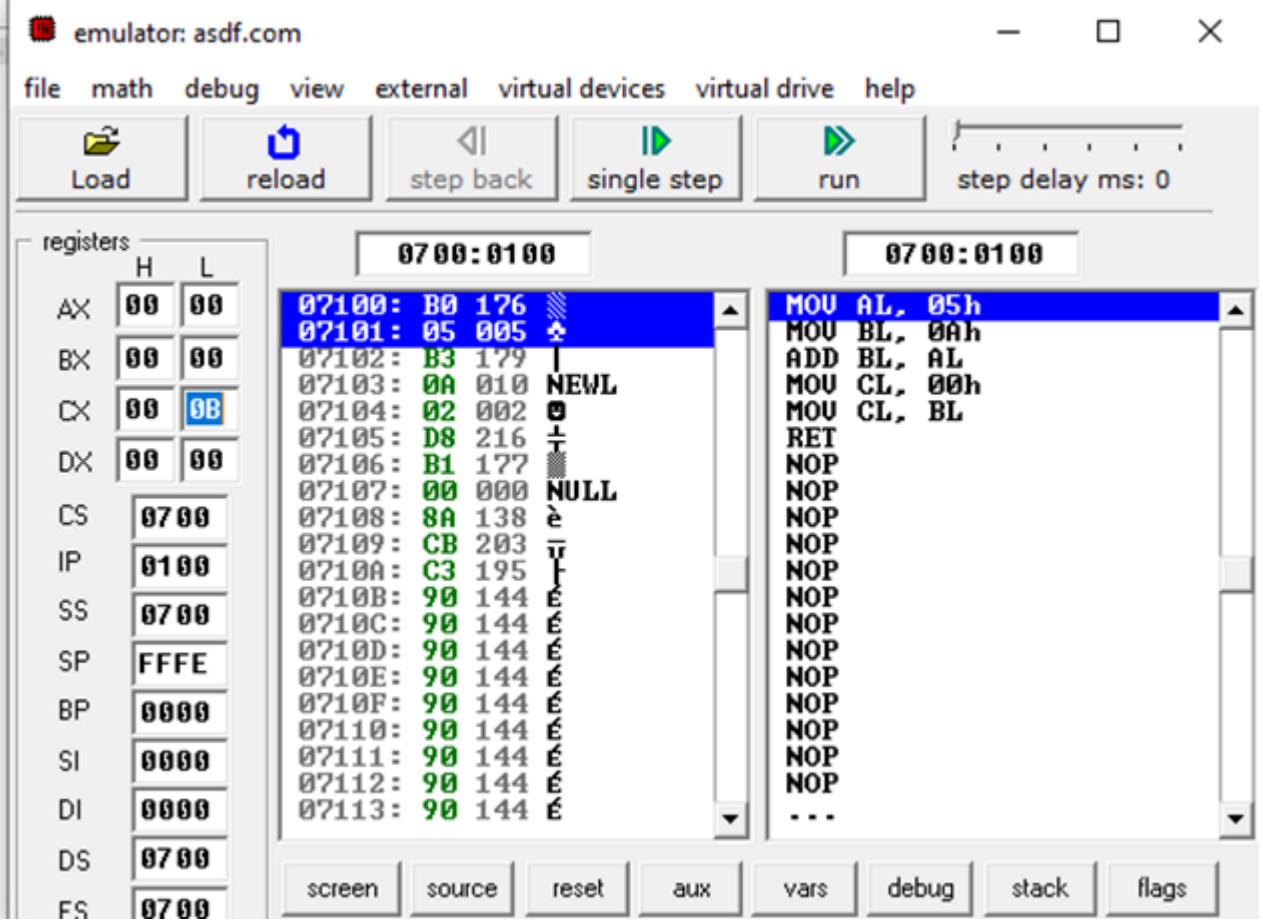 emulator: asdf.com
file math debug view external virtual devices virtual drive help
Load reload step back single step run step delay ms: 0
registers
H L
AX 00 00
BX 00 00
CX 00 0B
DX 00 00
CS 0700
IP 0100
SS 0700
SP FFFE
BP 0000
SI 0000
DI 0000
DS 0700
ES 0700
0700:0100
07100: B0 176 ▒
07101: 05 005 ♣
07102: B3 179 │
07103: 0A 010 NEWL
07104: 02 002 ☻
07105: D8 216 ╪
07106: B1 177 ▒
07107: 00 000 NULL
07108: 8A 138 è
07109: CB 203 ╦
0710A: C3 195 ├
0710B: 90 144 É
0710C: 90 144 É
0710D: 90 144 É
0710E: 90 144 É
0710F: 90 144 É
07110: 90 144 É
07111: 90 144 É
07112: 90 144 É
07113: 90 144 É
0700:0100
MOV AL, 05h
MOV BL, 0Ah
ADD BL, AL
MOV CL, 00h
MOV CL, BL
RET
NOP
NOP
NOP
NOP
NOP
NOP
NOP
NOP
NOP
NOP
NOP
NOP
NOP
...
screen source reset aux vars debug stack flags